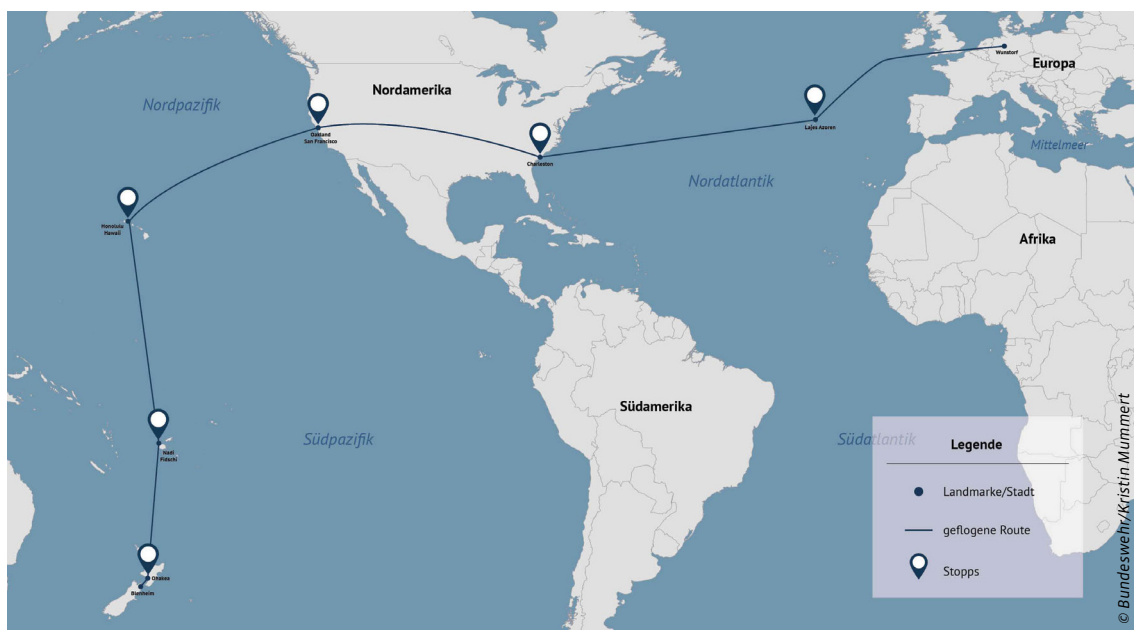 Wunstorf
Europa
Nordamerika
Nordpazifik
Lajes Azoren
Oakland
San Francisco
Mittelmeer
Charleston
Nordatlantik
Honolulu
Hawaii
Afrika
Südamerika
Südpazifik
Südatlantik
Nadi
Fidschi
Legende
Landmarke/Stadt
geflogene Route
Stopps
Ohakea
Blenheim
© Bundeswehr/Kristin Mummert